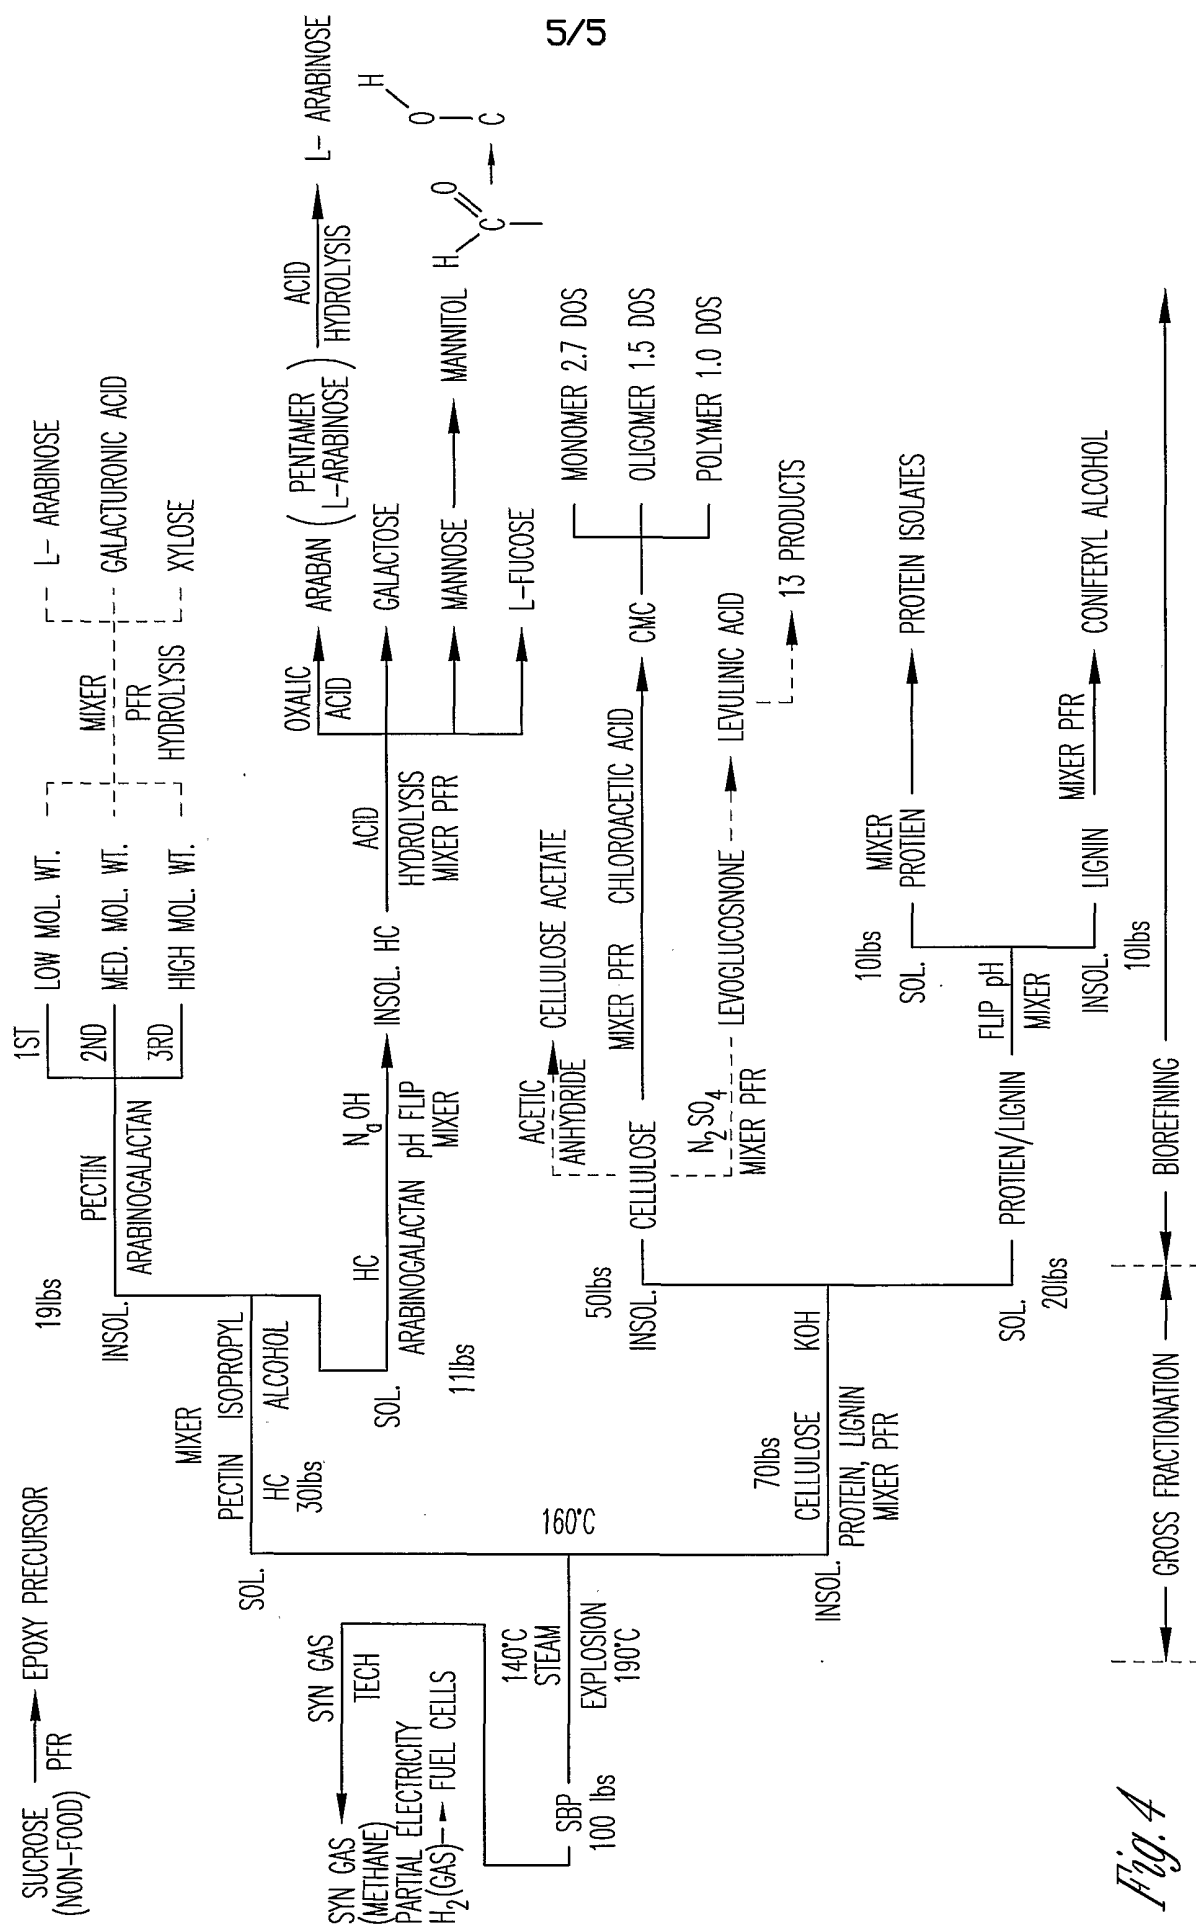 5/5
SUCROSE
(NON-FOOD)
PFR
EPOXY PRECURSOR
SYN GAS
TECH
SYN GAS
(METHANE)
PARTIAL ELECTRICITY
H2(GAS)
FUEL CELLS
SBP
100 lbs
140°C
STEAM
EXPLOSION
190°C
160°C
SOL.
MIXER
PECTIN ISOPROPYL
HC ALCOHOL
30lbs
19lbs
INSOL.
PECTIN
ARABINOGALACTAN
1ST
LOW MOL. WT.
2ND
MED. MOL. WT.
3RD
HIGH MOL. WT.
MIXER
PFR
HYDROLYSIS
L- ARABINOSE
GALACTURONIC ACID
XYLOSE
SOL.
11lbs
HC
ARABINOGALACTAN
NaOH
pH FLIP
MIXER
INSOL. HC
ACID
HYDROLYSIS
MIXER PFR
OXALIC
ACID
ARABAN
(PENTAMER
L-ARABINOSE)
ACID
HYDROLYSIS
L- ARABINOSE
GALACTOSE
MANNOSE
MANNITOL
H
C
O
C
O
H
L-FUCOSE
INSOL.
70lbs
CELLULOSE KOH
PROTEIN, LIGNIN
MIXER PFR
50lbs
INSOL.
CELLULOSE
ACETIC
ANHYDRIDE
CELLULOSE ACETATE
MIXER PFR CHLOROACETIC ACID
CMC
MONOMER 2.7 DOS
OLIGOMER 1.5 DOS
POLYMER 1.0 DOS
N2SO4
MIXER PFR
LEVOGLUCOSNONE
LEVULINIC ACID
13 PRODUCTS
SOL.
20lbs
PROTIEN/LIGNIN
FLIP pH
MIXER
10lbs
SOL.
MIXER
PROTIEN
PROTEIN ISOLATES
INSOL.
10lbs
LIGNIN
MIXER PFR
CONIFERYL ALCOHOL
GROSS FRACTIONATION
BIOREFINING
Fig.4